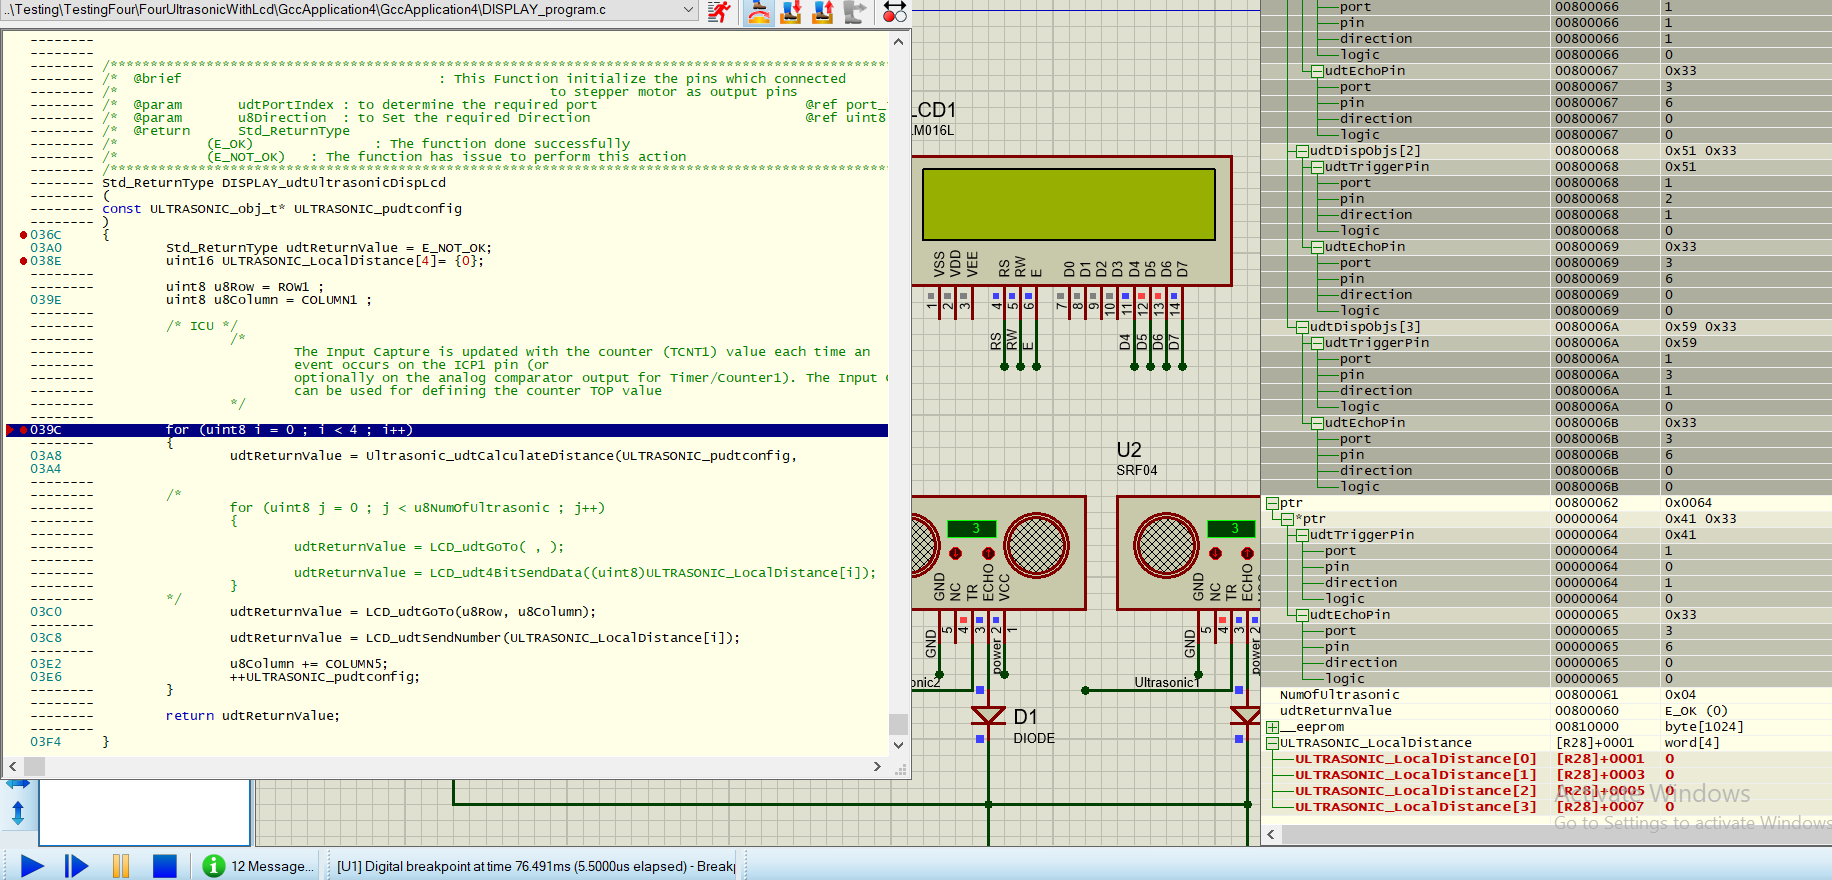 ..\Testing\TestingFour\FourUltrasonicWithLcd\GccApplication4\GccApplication4\DISPLAY_program.c
/* @brief : This Function initialize the pins which connected
/* to stepper motor as output pins
/* @param udtPortIndex : to determine the required port @ref port_
/* @param u8Direction : to Set the required Direction @ref uint8
/* @return Std_ReturnType
/* (E_OK) : The function done successfully
/* (E_NOT_OK) : The function has issue to perform this action
Std_ReturnType DISPLAY_udtUltrasonicDispLcd
(
const ULTRASONIC_obj_t* ULTRASONIC_pudtconfig
)
036C {
03A0 Std_ReturnType udtReturnValue = E_NOT_OK;
038E uint16 ULTRASONIC_LocalDistance[4]= {0};
uint8 u8Row = ROW1 ;
039E uint8 u8Column = COLUMN1 ;
/* ICU */
/*
The Input Capture is updated with the counter (TCNT1) value each time an
event occurs on the ICP1 pin (or
optionally on the analog comparator output for Timer/Counter1). The Input
can be used for defining the counter TOP value
*/
039C for (uint8 i = 0 ; i < 4 ; i++)
{
03A8 udtReturnValue = Ultrasonic_udtCalculateDistance(ULTRASONIC_pudtconfig,
03A4
/*
for (uint8 j = 0 ; j < u8NumOfUltrasonic ; j++)
{
udtReturnValue = LCD_udtGoTo( , );
udtReturnValue = LCD_udt4BitSendData((uint8)ULTRASONIC_LocalDistance[i]);
}
*/
03C0 udtReturnValue = LCD_udtGoTo(u8Row, u8Column);
03C8 udtReturnValue = LCD_udtSendNumber(ULTRASONIC_LocalDistance[i]);
03E2 u8Column += COLUMN5;
03E6 ++ULTRASONIC_pudtconfig;
}
return udtReturnValue;
03F4 }
12 Message...
[U1] Digital breakpoint at time 76.491ms (5.5000us elapsed) - Break
LCD1
LM016L
VSS VDD VEE RS RW E D0 D1 D2 D3 D4 D5 D6 D7
1 2 3 4 5 6 7 8 9 10 11 12 13 14
RS RW E D4 D5 D6 D7
U2
SRF04
3
3
GND NC TR ECHO VCC
GND NC TR ECHO
5 4 3 2 1
5 4 3 2
GND power
GND power
onic2
Ultrasonic1
D1
DIODE
port 00800066 1
pin 00800066 1
direction 00800066 1
logic 00800066 0
udtEchoPin 00800067 0x33
port 00800067 3
pin 00800067 6
direction 00800067 0
logic 00800067 0
udtDispObjs[2] 00800068 0x51 0x33
udtTriggerPin 00800068 0x51
port 00800068 1
pin 00800068 2
direction 00800068 1
logic 00800068 0
udtEchoPin 00800069 0x33
port 00800069 3
pin 00800069 6
direction 00800069 0
logic 00800069 0
udtDispObjs[3] 0080006A 0x59 0x33
udtTriggerPin 0080006A 0x59
port 0080006A 1
pin 0080006A 3
direction 0080006A 1
logic 0080006A 0
udtEchoPin 0080006B 0x33
port 0080006B 3
pin 0080006B 6
direction 0080006B 0
logic 0080006B 0
ptr 00800062 0x0064
*ptr 00000064 0x41 0x33
udtTriggerPin 00000064 0x41
port 00000064 1
pin 00000064 0
direction 00000064 1
logic 00000064 0
udtEchoPin 00000065 0x33
port 00000065 3
pin 00000065 6
direction 00000065 0
logic 00000065 0
NumOfUltrasonic 00800061 0x04
udtReturnValue 00800060 E_OK (0)
__eeprom 00810000 byte[1024]
ULTRASONIC_LocalDistance [R28]+0001 word[4]
ULTRASONIC_LocalDistance[0] [R28]+0001 0
ULTRASONIC_LocalDistance[1] [R28]+0003 0
ULTRASONIC_LocalDistance[2] [R28]+0005 0
ULTRASONIC_LocalDistance[3] [R28]+0007 0
Activate Windows
Go to Settings to activate Windows